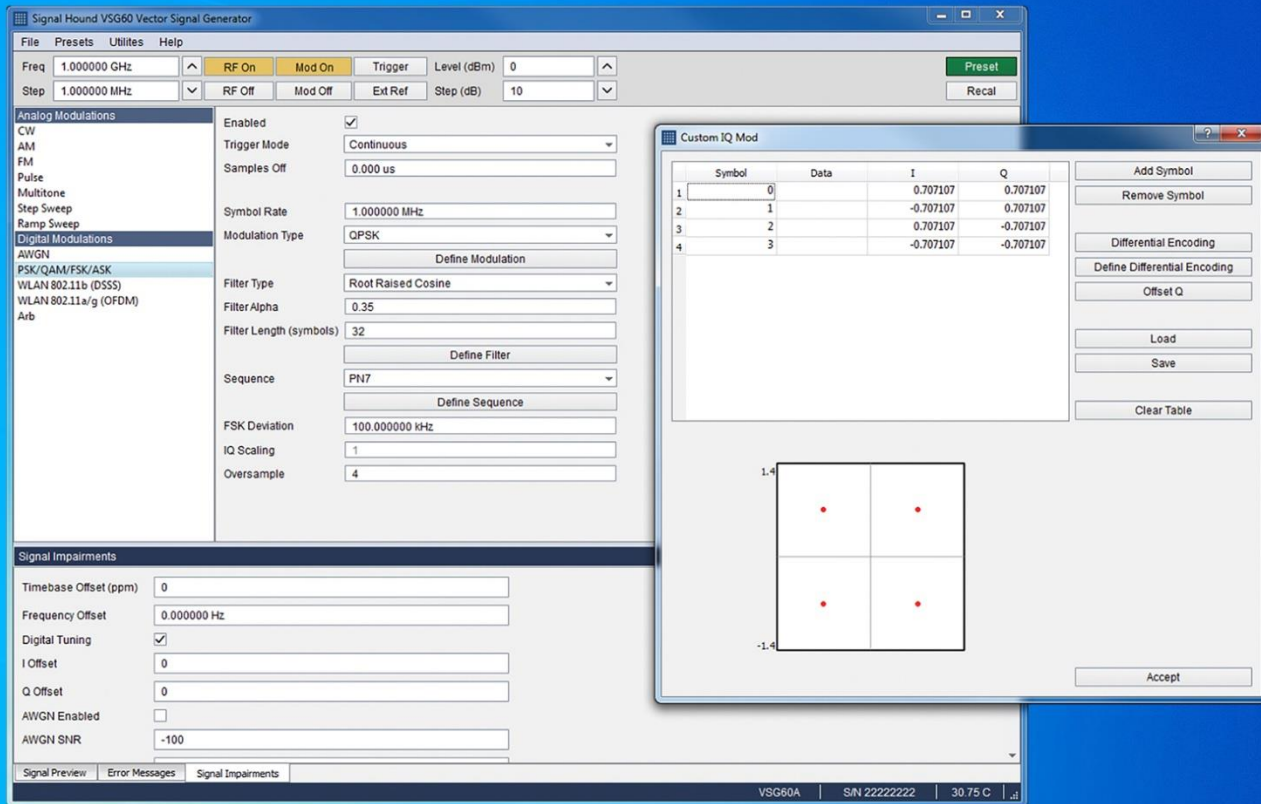 Signal Hound VSG60 Vector Signal Generator
File Presets Utilites Help
Freq 1.000000 GHz RF On Mod On Trigger Level (dBm) 0 Preset
Step 1.000000 MHz RF Off Mod Off Ext Ref Step (dB) 10 Recal
Analog Modulations
CW
AM
FM
Pulse
Multitone
Step Sweep
Ramp Sweep
Digital Modulations
AWGN
PSK/QAM/FSK/ASK
WLAN 802.11b (DSSS)
WLAN 802.11a/g (OFDM)
Arb
Enabled
Trigger Mode Continuous
Samples Off 0.000 us
Symbol Rate 1.000000 MHz
Modulation Type QPSK
Define Modulation
Filter Type Root Raised Cosine
Filter Alpha 0.35
Filter Length (symbols) 32
Define Filter
Sequence PN7
Define Sequence
FSK Deviation 100.000000 kHz
IQ Scaling 1
Oversample 4
Custom IQ Mod
Symbol Data I Q
1 0 0.707107 0.707107
2 1 -0.707107 0.707107
3 2 0.707107 -0.707107
4 3 -0.707107 -0.707107
Add Symbol
Remove Symbol
Differential Encoding
Define Differential Encoding
Offset Q
Load
Save
Clear Table
1.4
-1.4
Accept
Signal Impairments
Timebase Offset (ppm) 0
Frequency Offset 0.000000 Hz
Digital Tuning
I Offset 0
Q Offset 0
AWGN Enabled
AWGN SNR -100
Signal Preview Error Messages Signal Impairments
VSG60A S/N 22222222 30.75 C